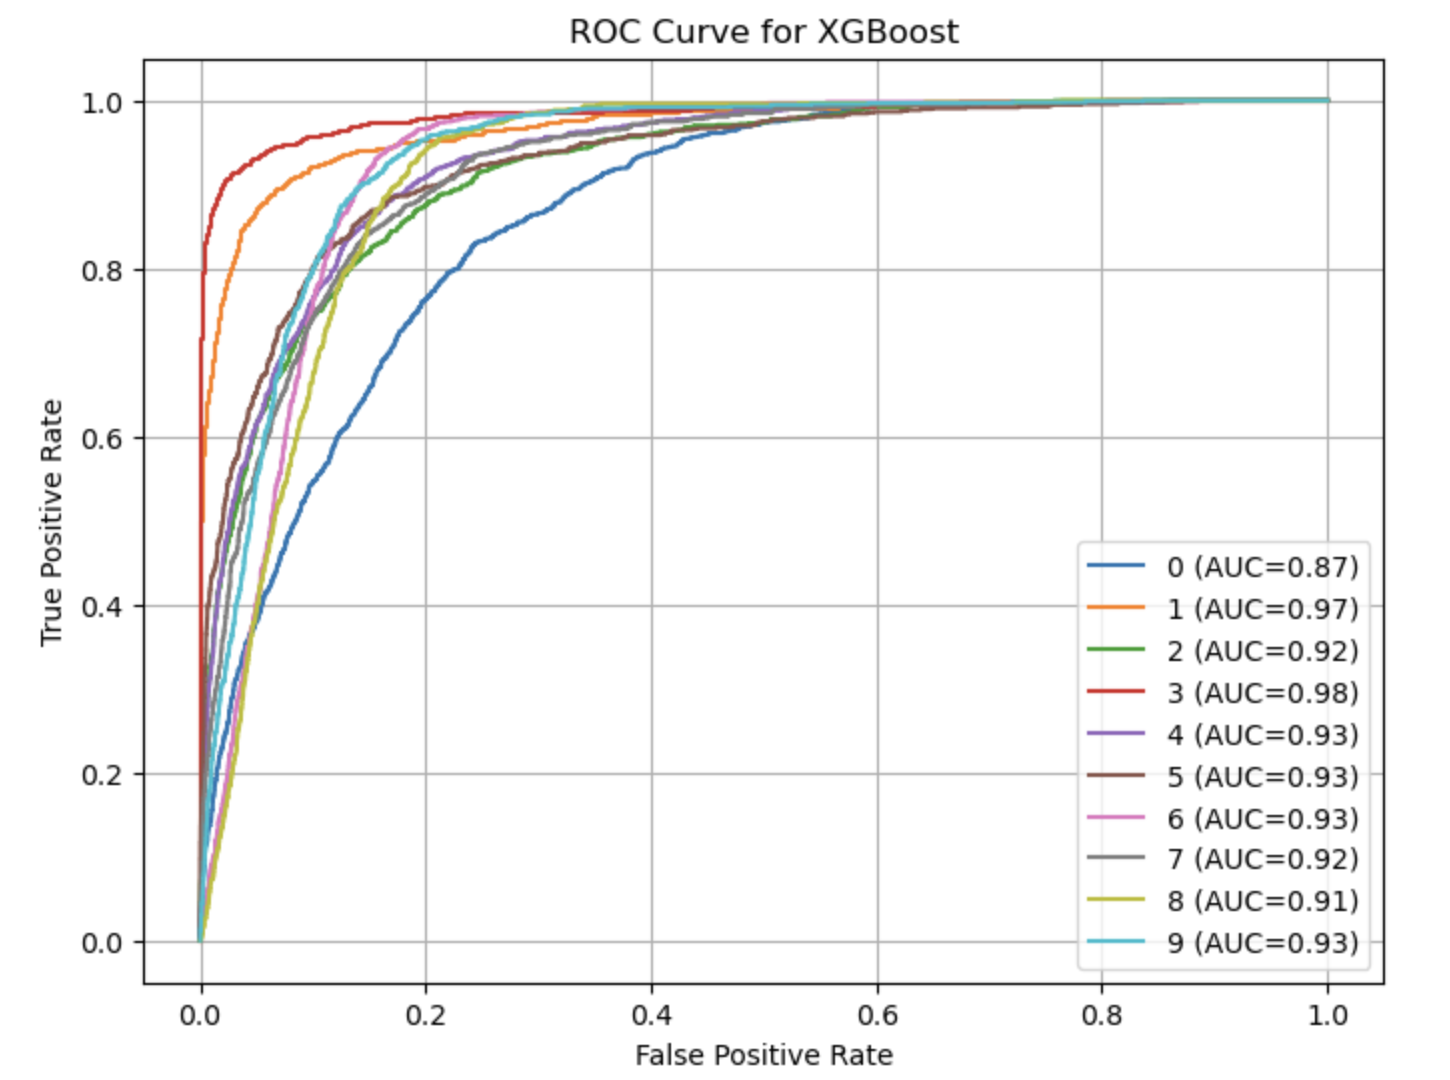 ROC Curve for XGBoost
True Positive Rate
1.0
0.8
0.6
0.4
0.2
0.0
0 (AUC=0.87)
1 (AUC=0.97)
2 (AUC=0.92)
3 (AUC=0.98)
4 (AUC=0.93)
5 (AUC=0.93)
6 (AUC=0.93)
7 (AUC=0.92)
8 (AUC=0.91)
9 (AUC=0.93)
0.0 0.2 0.4 0.6 0.8 1.0
False Positive Rate